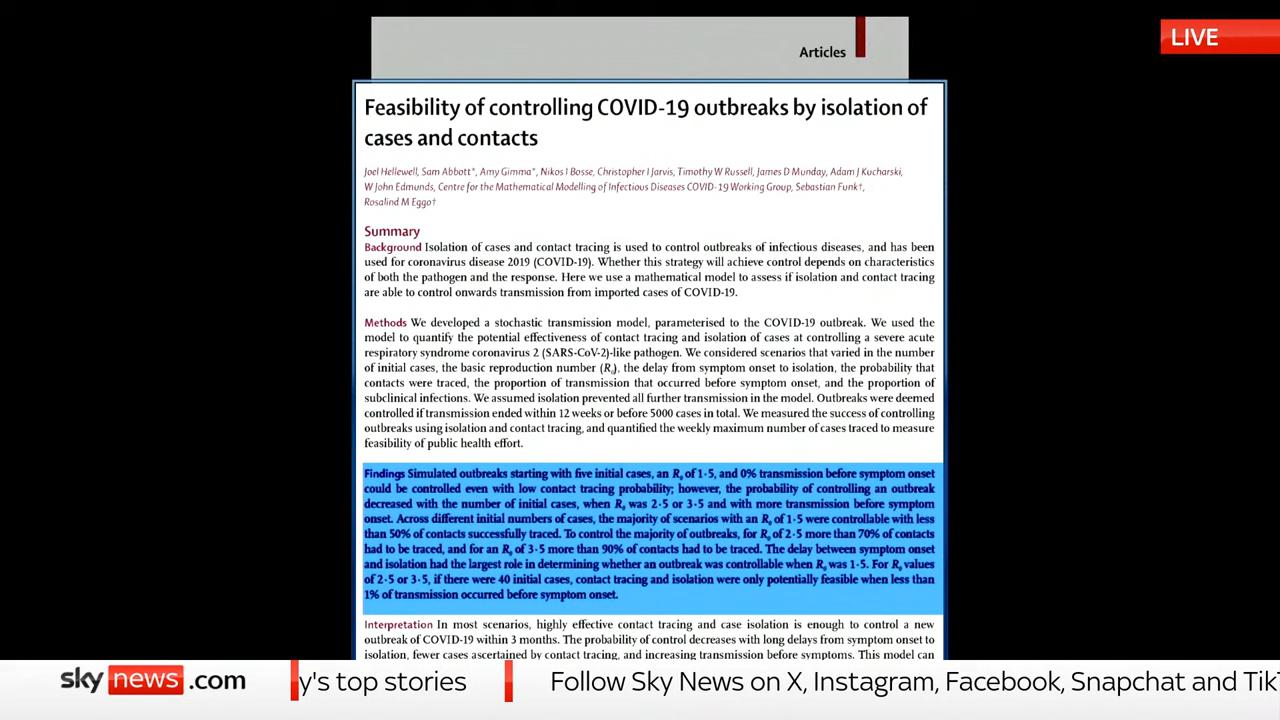 Articles
LIVE
Feasibility of controlling COVID-19 outbreaks by isolation of
cases and contacts
Joel Hellewell, Sam Abbott*, Amy Gimma*, Nikos I Bosse, Christopher I Jarvis, Timothy W Russell, James D Munday, Adam J Kucharski,
W John Edmunds, Centre for the Mathematical Modelling of Infectious Diseases COVID-19 Working Group, Sebastian Funk†,
Rosalind M Eggo†
Summary
Background Isolation of cases and contact tracing is used to control outbreaks of infectious diseases, and has been
used for coronavirus disease 2019 (COVID-19). Whether this strategy will achieve control depends on characteristics
of both the pathogen and the response. Here we use a mathematical model to assess if isolation and contact tracing
are able to control onwards transmission from imported cases of COVID-19.
Methods We developed a stochastic transmission model, parameterised to the COVID-19 outbreak. We used the
model to quantify the potential effectiveness of contact tracing and isolation of cases at controlling a severe acute
respiratory syndrome coronavirus 2 (SARS-CoV-2)-like pathogen. We considered scenarios that varied in the number
of initial cases, the basic reproduction number (R₀), the delay from symptom onset to isolation, the probability that
contacts were traced, the proportion of transmission that occurred before symptom onset, and the proportion of
subclinical infections. We assumed isolation prevented all further transmission in the model. Outbreaks were deemed
controlled if transmission ended within 12 weeks or before 5000 cases in total. We measured the success of controlling
outbreaks using isolation and contact tracing, and quantified the weekly maximum number of cases traced to measure
feasibility of public health effort.
Findings Simulated outbreaks starting with five initial cases, an R₀ of 1·5, and 0% transmission before symptom onset
could be controlled even with low contact tracing probability; however, the probability of controlling an outbreak
decreased with the number of initial cases, when R₀ was 2·5 or 3·5 and with more transmission before symptom
onset. Across different initial numbers of cases, the majority of scenarios with an R₀ of 1·5 were controllable with less
than 50% of contacts successfully traced. To control the majority of outbreaks, for R₀ of 2·5 more than 70% of contacts
had to be traced, and for an R₀ of 3·5 more than 90% of contacts had to be traced. The delay between symptom onset
and isolation had the largest role in determining whether an outbreak was controllable when R₀ was 1·5. For R₀ values
of 2·5 or 3·5, if there were 40 initial cases, contact tracing and isolation were only potentially feasible when less than
1% of transmission occurred before symptom onset.
Interpretation In most scenarios, highly effective contact tracing and case isolation is enough to control a new
outbreak of COVID-19 within 3 months. The probability of control decreases with long delays from symptom onset to
isolation, fewer cases ascertained by contact tracing, and increasing transmission before symptoms. This model can
sky news .com
y's top stories
Follow Sky News on X, Instagram, Facebook, Snapchat and TikT